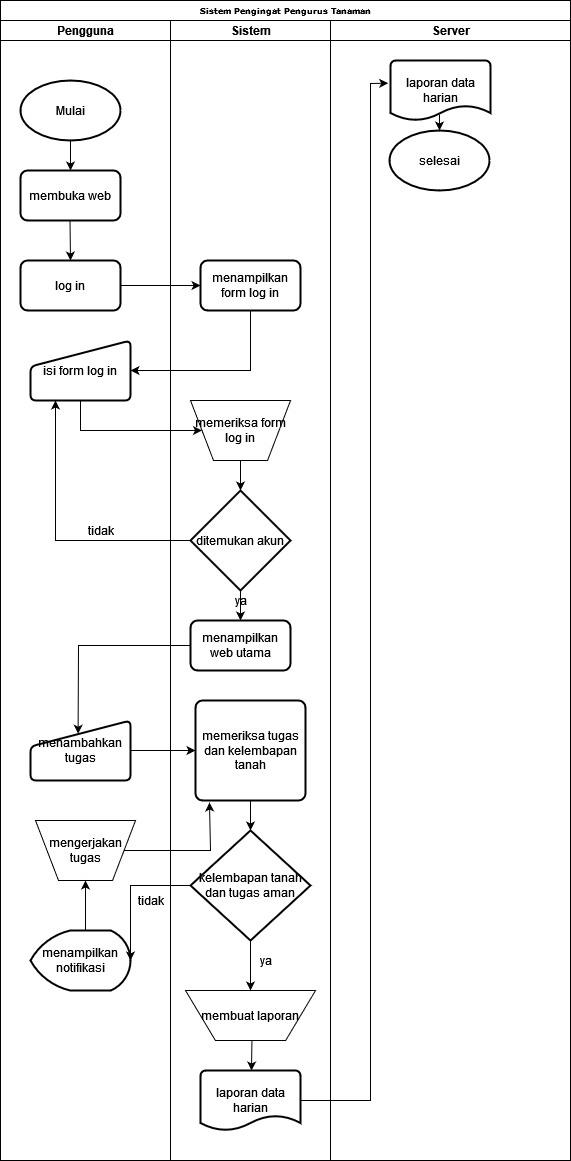 Sistem Pengingat Pengurus Tanaman
Pengguna
Sistem
Server
Mulai
membuka web
log in
menampilkan
form log in
isi form log in
memeriksa form
log in
ditemukan akun
tidak
ya
menampilkan
web utama
menambahkan
tugas
memeriksa tugas
dan kelembapan
tanah
mengerjakan
tugas
kelembapan tanah
dan tugas aman
tidak
menampilkan
notifikasi
ya
membuat laporan
laporan data
harian
laporan data
harian
selesai